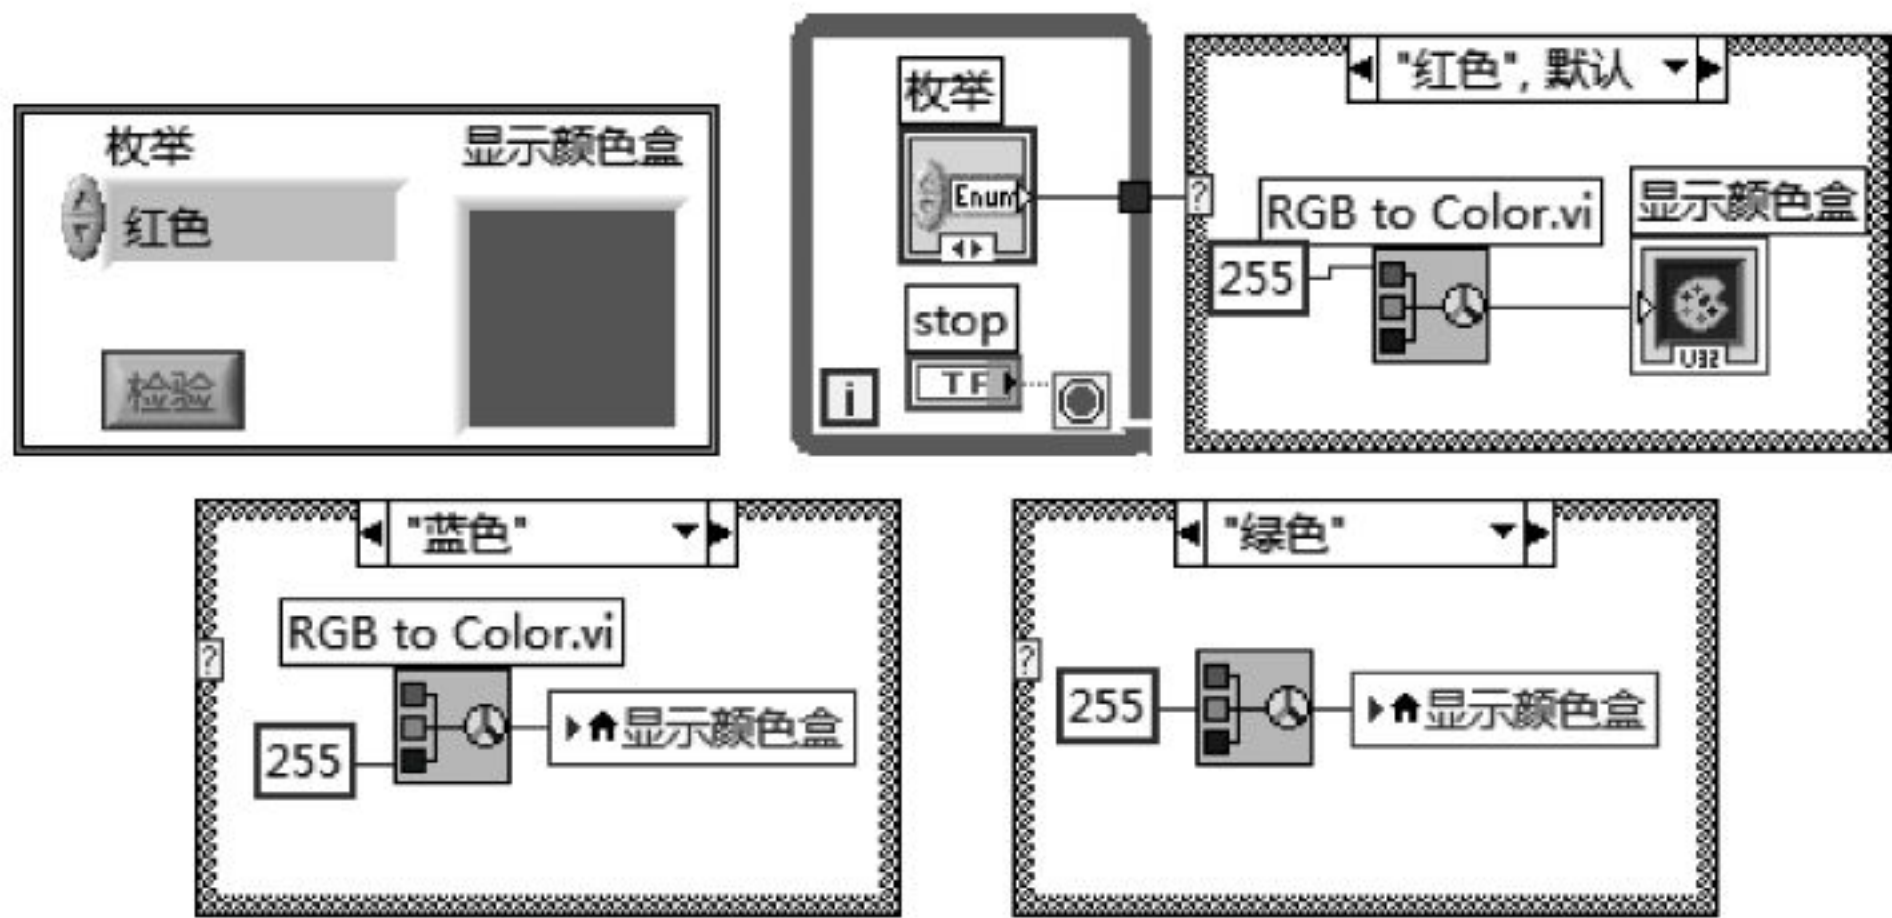 枚举
显示颜色盒
红色
检验
枚举
Enum
stop
TF
i
"红色", 默认
?
RGB to Color.vi
显示颜色盒
255
U32
"蓝色"
?
RGB to Color.vi
255
显示颜色盒
"绿色"
?
255
显示颜色盒